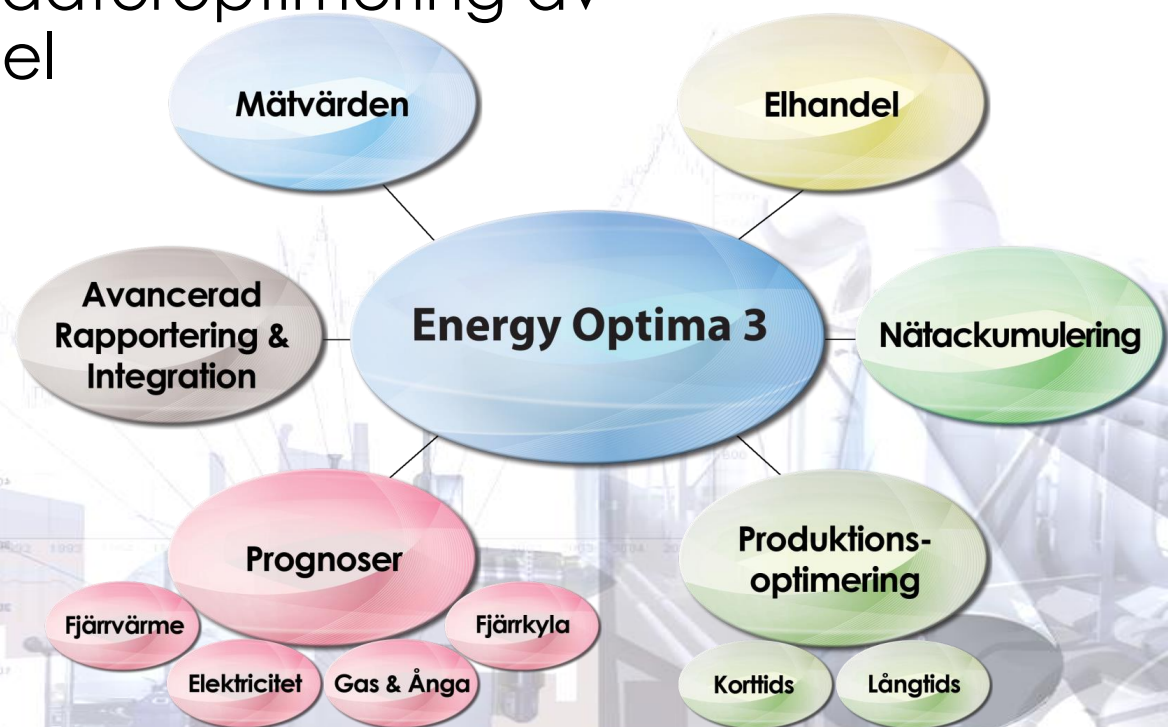 el
Mätvärden
Elhandel
Avancerad
Rapportering &
Integration
Energy Optima 3
Nätackumulering
Prognoser
Produktions-
optimering
Fjärrvärme
Fjärrkyla
Elektricitet
Gas & Ånga
Korttids
Långtids